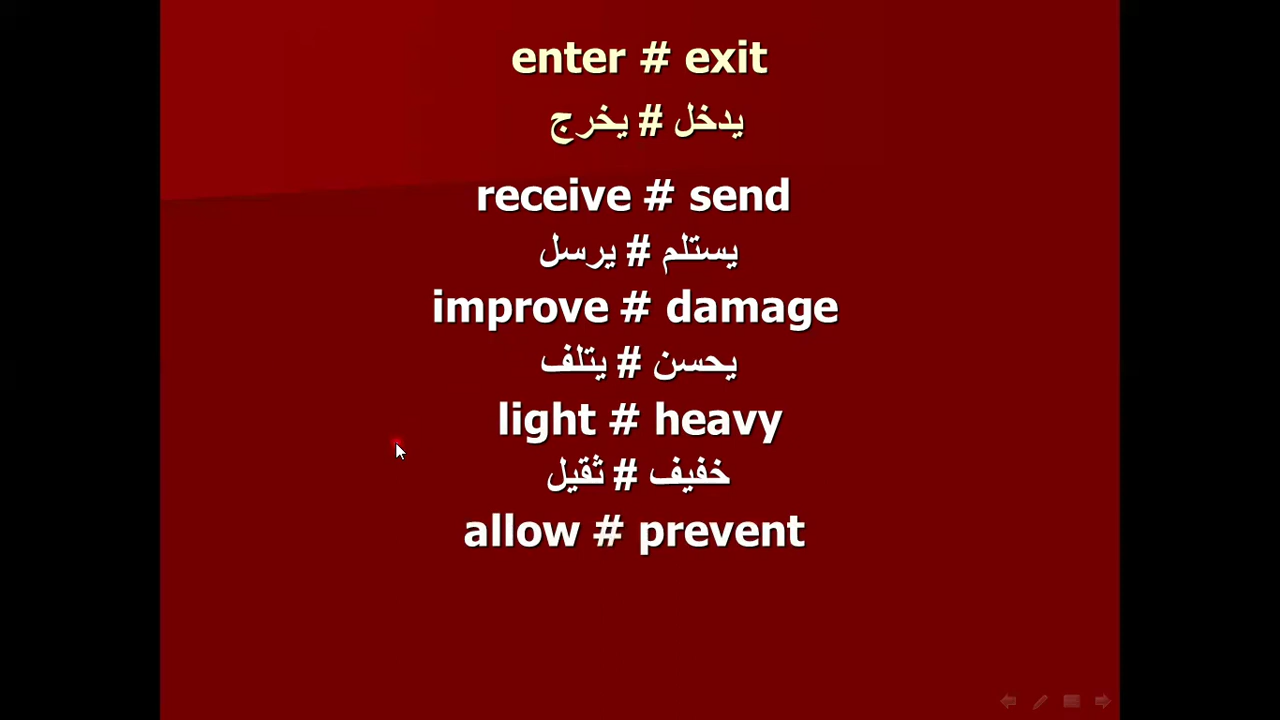 enter # exit
يدخل # يخرج
receive # send
يستلم # يرسل
improve # damage
يحسن # يتلف
light # heavy
خفيف # ثقيل
allow # prevent